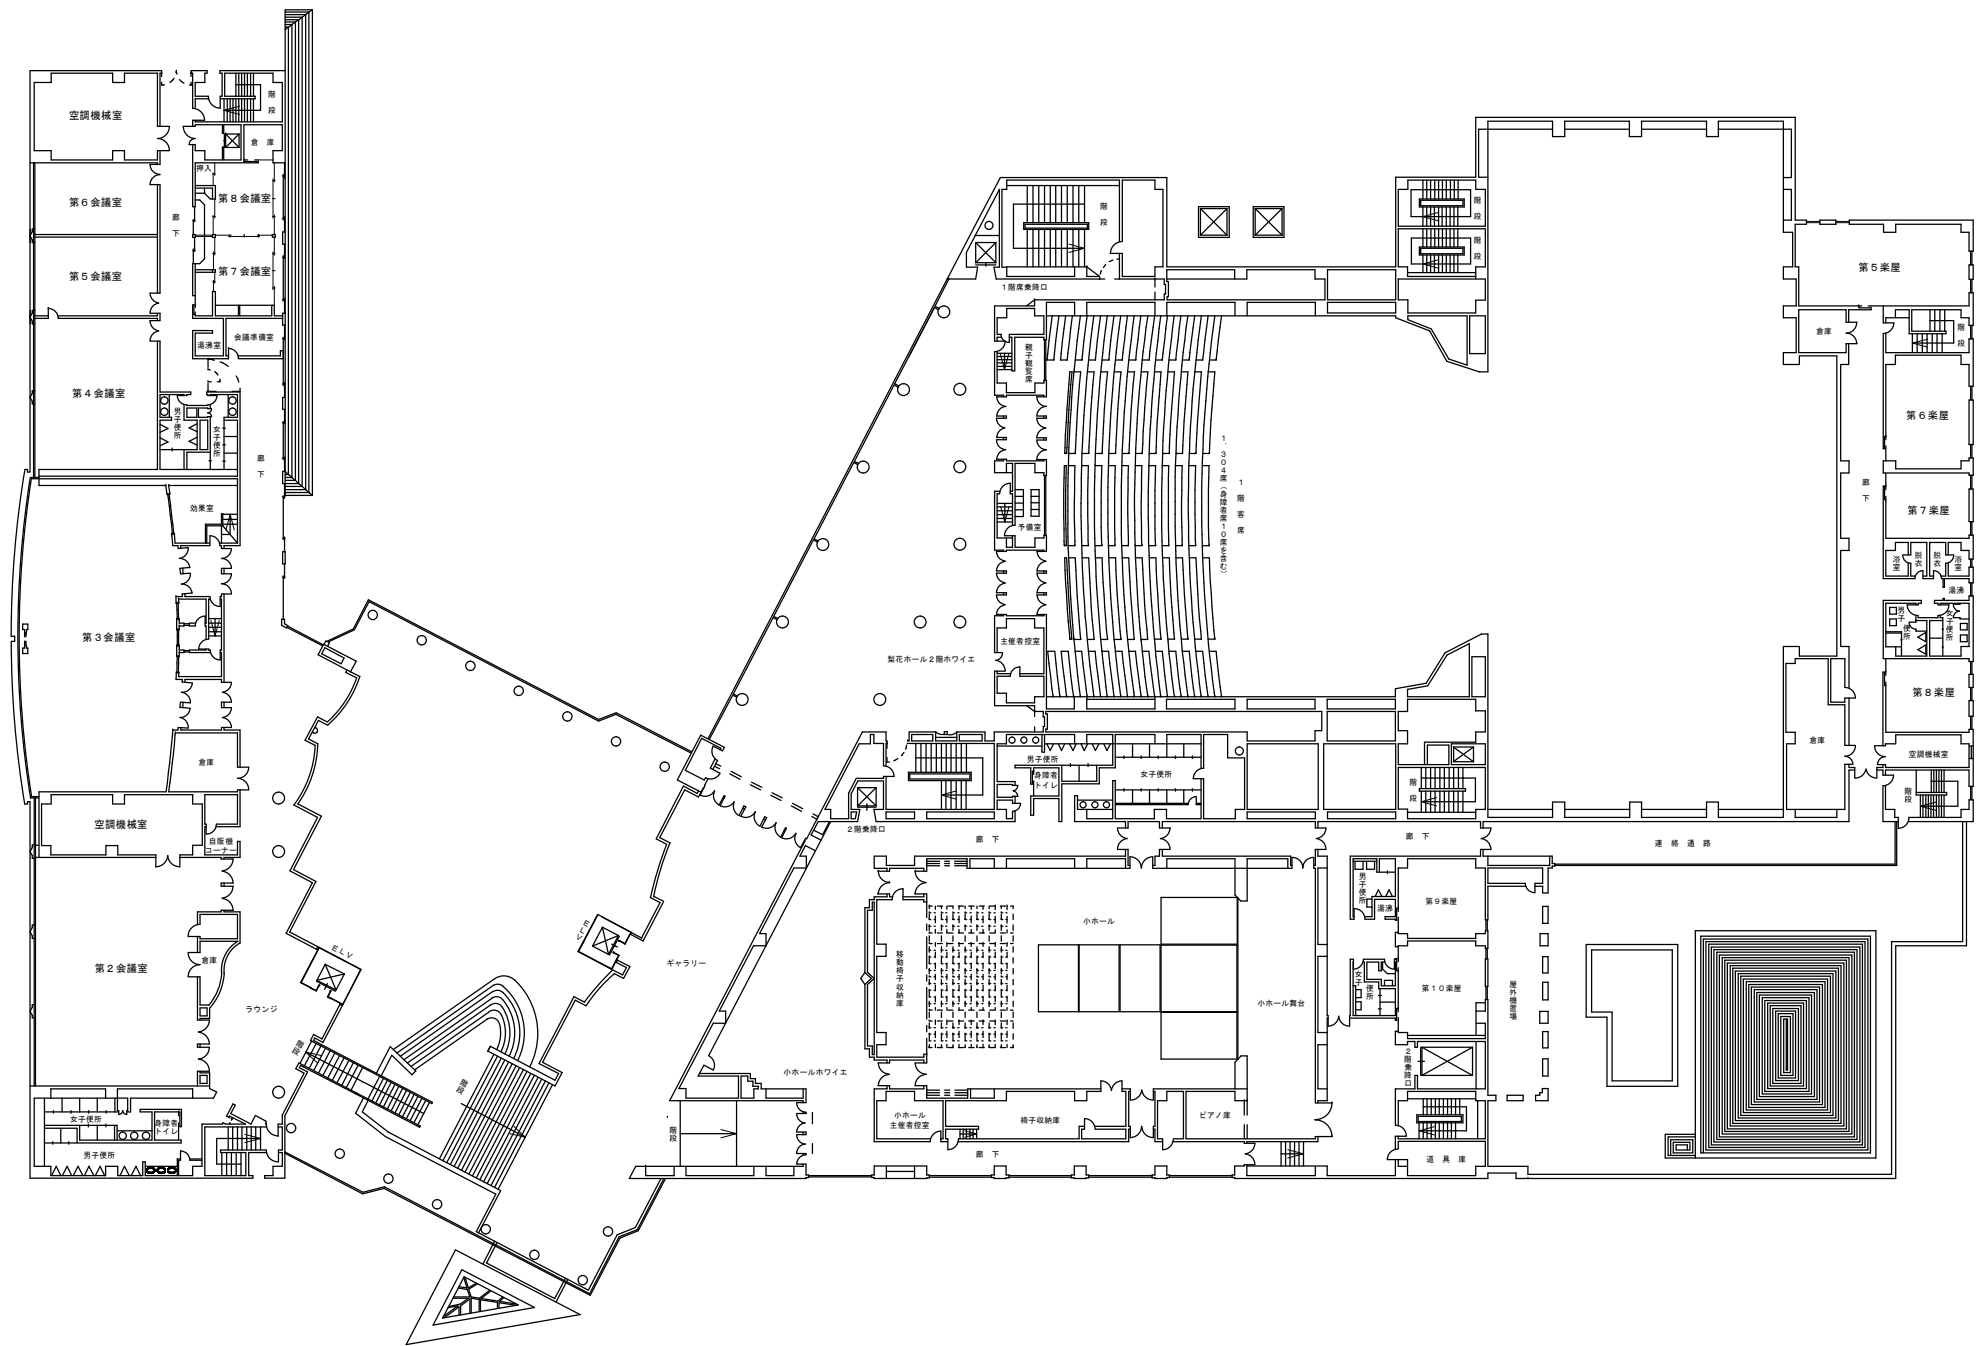 空調機械室
階段
倉庫
押入
第6会議室
第8会議室
廊下
第5会議室
第7会議室
湯沸室
会議準備室
第4会議室
男子便所
女子便所
廊下
効果室
第3会議室
倉庫
空調機械室
自販機
コーナー
第2会議室
倉庫
ラウンジ
ELV
階段
女子便所
身障者
トイレ
男子便所
階段
ELV
ギャラリー
階段
階段
1階席乗降口
親子観覧席
予備室
1階客席
1,304席(身障者席10席を含む)
主催者控室
梨花ホール2階ホワイエ
階段
階段
男子便所
身障者
トイレ
女子便所
階段
2階乗降口
廊下
廊下
連絡通路
第5楽屋
倉庫
階段
第6楽屋
廊下
第7楽屋
浴室
脱衣
脱衣
浴室
湯沸
男子便所
女子便所
第8楽屋
倉庫
空調機械室
階段
小ホール
移動椅子収納庫
小ホール舞台
小ホールホワイエ
小ホール
主催者控室
椅子収納庫
ピアノ庫
廊下
男子便所
湯沸
第9楽屋
女子便所
第10楽屋
2階乗降口
道具庫
屋外機置場